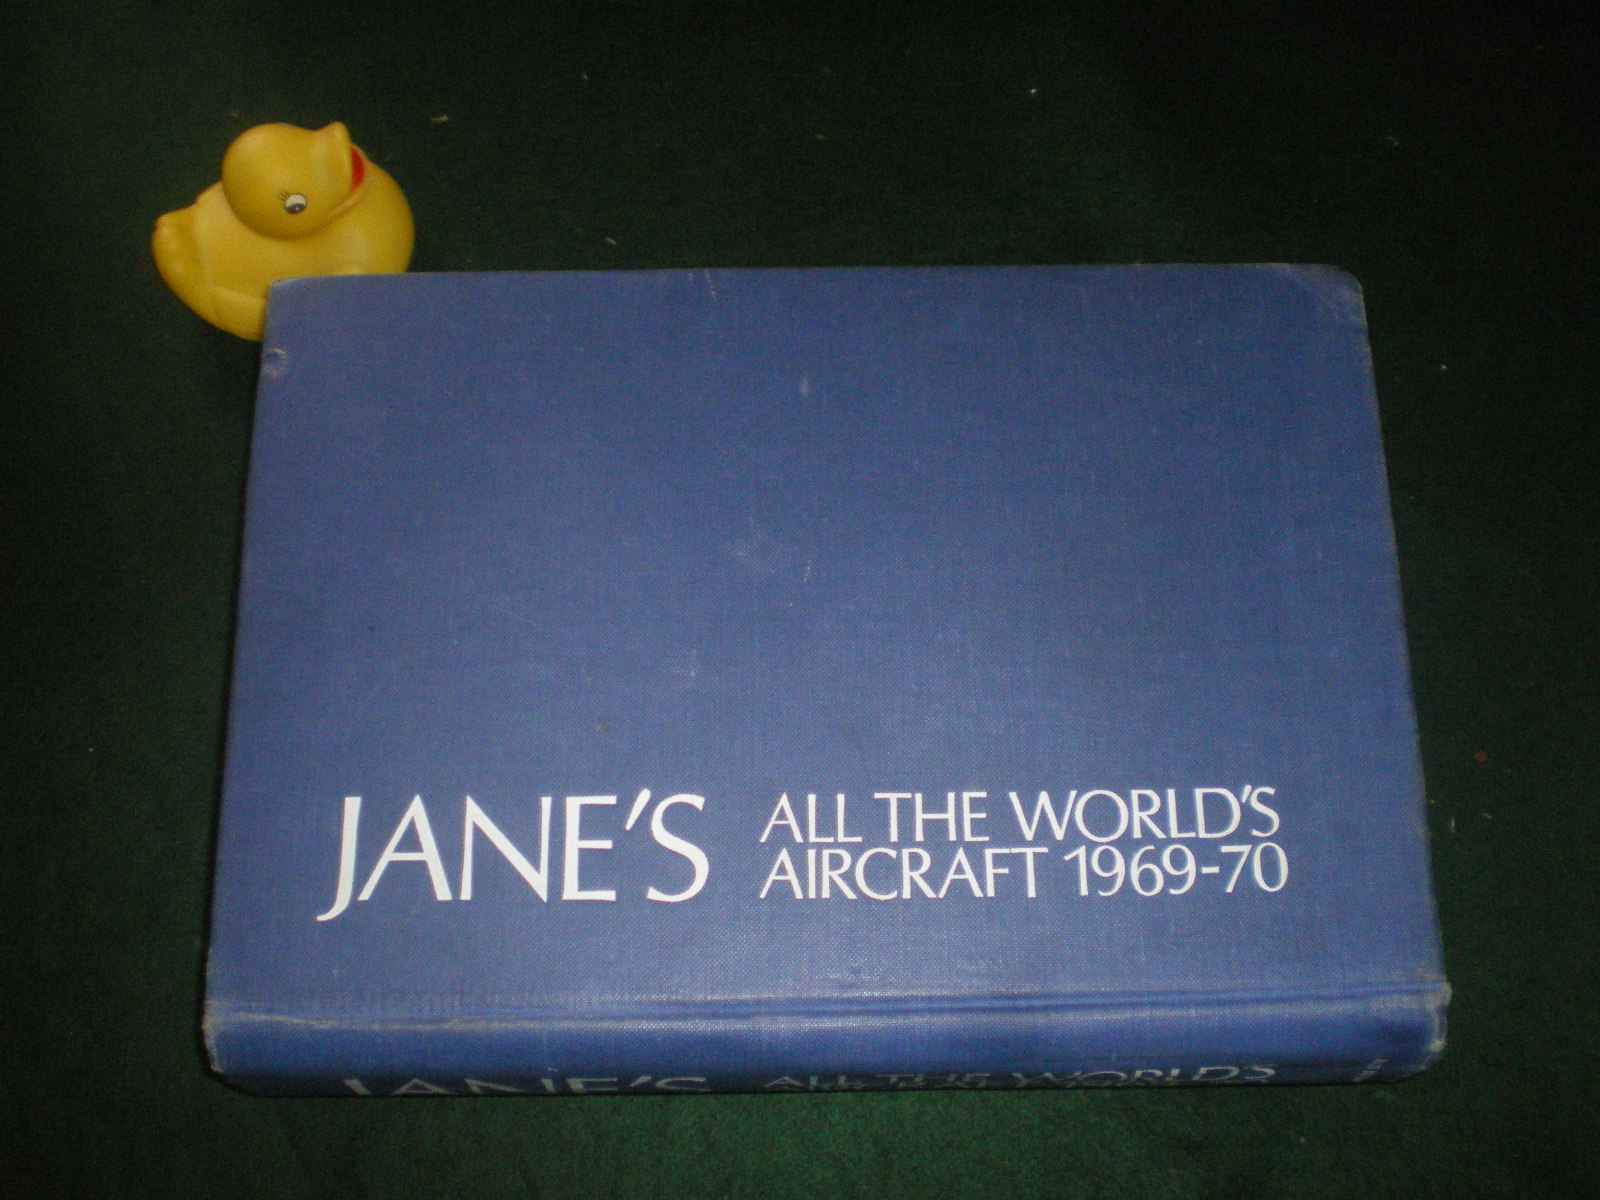 JANE'S
ALL THE WORLD'S
AIRCRAFT 1969-70
JANE'S ALL THE WORLD'S